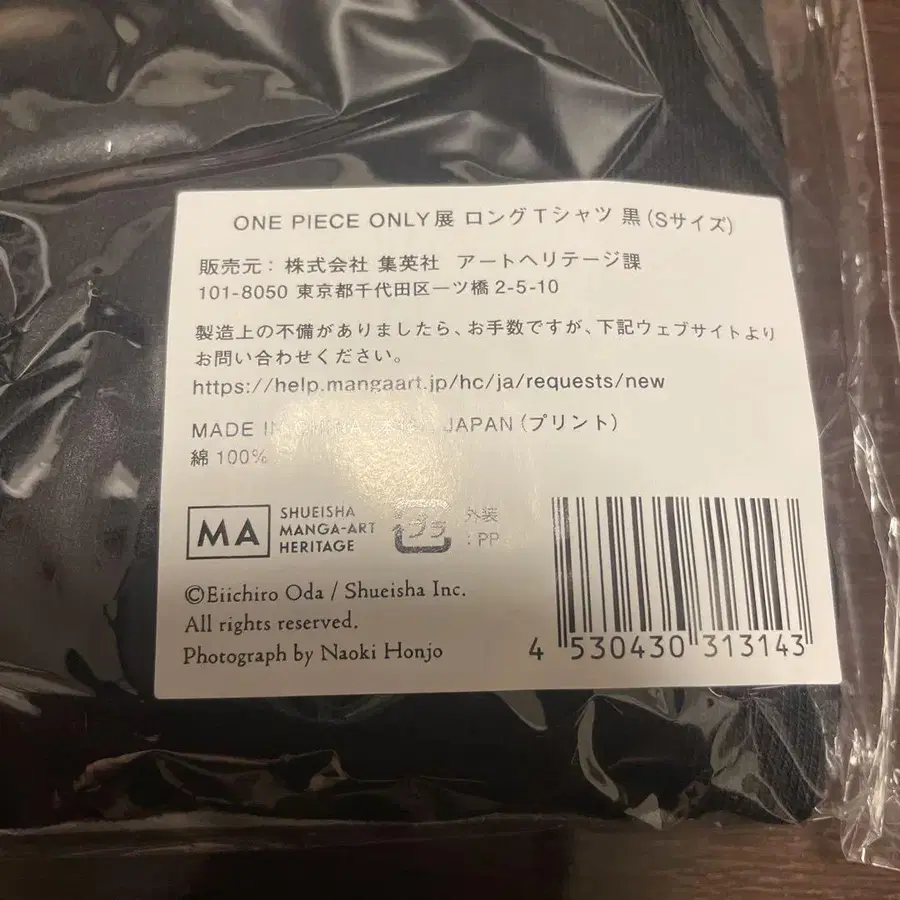 ONE PIECE ONLY展 ロングTシャツ 黒(Sサイズ)
販売元：株式会社 集英社 アートヘリテージ課
101-8050 東京都千代田区一ツ橋 2-5-10
製造上の不備がありましたら、お手数ですが、下記ウェブサイトより
お問い合わせください。
https://help.mangaart.jp/hc/ja/requests/new
MADE IN CHINA JAPAN(プリント)
綿 100%
MA
SHUEISHA
MANGA-ART
HERITAGE
プラ
外装
:PP
©Eiichiro Oda / Shueisha Inc.
All rights reserved.
Photograph by Naoki Honjo
4 530430 313143